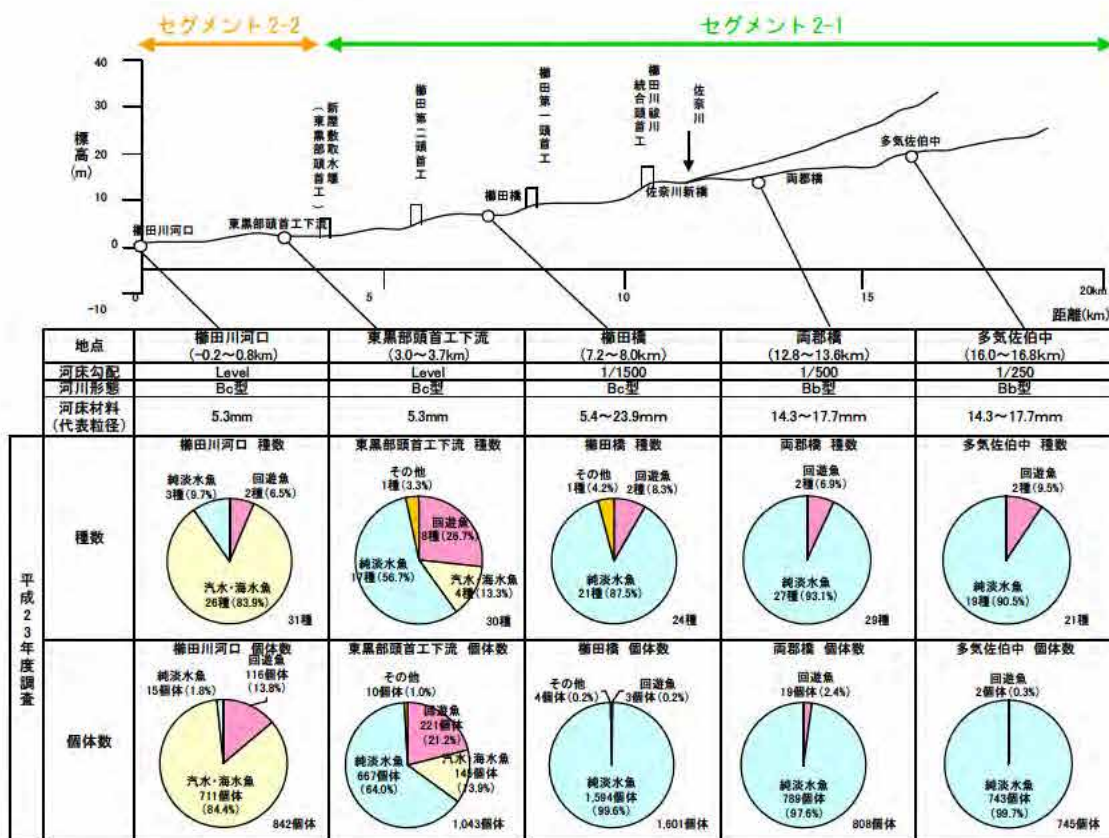 セグメント2-2
セグメント2-1
40
30
20
10
0
-10
標高(m)
新屋敷取水堰
(東黒部頭首工)
櫛田第二頭首工
櫛田第一頭首工
櫛田川祓川
統合頭首工
佐奈川
櫛田川河口
東黒部頭首工下流
櫛田橋
佐奈川新橋
両郡橋
多気佐伯中
0
5
10
15
20km
距離(km)
地点
櫛田川河口
(-0.2～0.8km)
東黒部頭首工下流
(3.0～3.7km)
櫛田橋
(7.2～8.0km)
両郡橋
(12.8～13.6km)
多気佐伯中
(16.0～16.8km)
河床勾配
Level
Level
1/1500
1/500
1/250
河川形態
Bc型
Bc型
Bc型
Bb型
Bb型
河床材料
(代表粒径)
5.3mm
5.3mm
5.4～23.9mm
14.3～17.7mm
14.3～17.7mm
平成23年度調査
種数
櫛田川河口 種数
純淡水魚
3種(9.7%)
回遊魚
2種(6.5%)
汽水・海水魚
26種(83.9%)
31種
東黒部頭首工下流 種数
その他
1種(3.3%)
回遊魚
8種(26.7%)
純淡水魚
17種(56.7%)
汽水・海水魚
4種(13.3%)
30種
櫛田橋 種数
その他
1種(4.2%)
回遊魚
2種(8.3%)
純淡水魚
21種(87.5%)
24種
両郡橋 種数
回遊魚
2種(6.9%)
純淡水魚
27種(93.1%)
29種
多気佐伯中 種数
回遊魚
2種(9.5%)
純淡水魚
19種(90.5%)
21種
個体数
櫛田川河口 個体数
純淡水魚
15個体(1.8%)
回遊魚
116個体
(13.8%)
汽水・海水魚
711個体
(84.4%)
842個体
東黒部頭首工下流 個体数
その他
10個体(1.0%)
回遊魚
221個体
(21.2%)
純淡水魚
667個体
(64.0%)
汽水・海水魚
145個体
(13.9%)
1,043個体
櫛田橋 個体数
その他
4個体(0.2%)
回遊魚
3個体(0.2%)
純淡水魚
1,594個体
(99.6%)
1,601個体
両郡橋 個体数
回遊魚
19個体(2.4%)
純淡水魚
789個体
(97.6%)
808個体
多気佐伯中 個体数
回遊魚
2個体(0.3%)
純淡水魚
743個体
(99.7%)
745個体